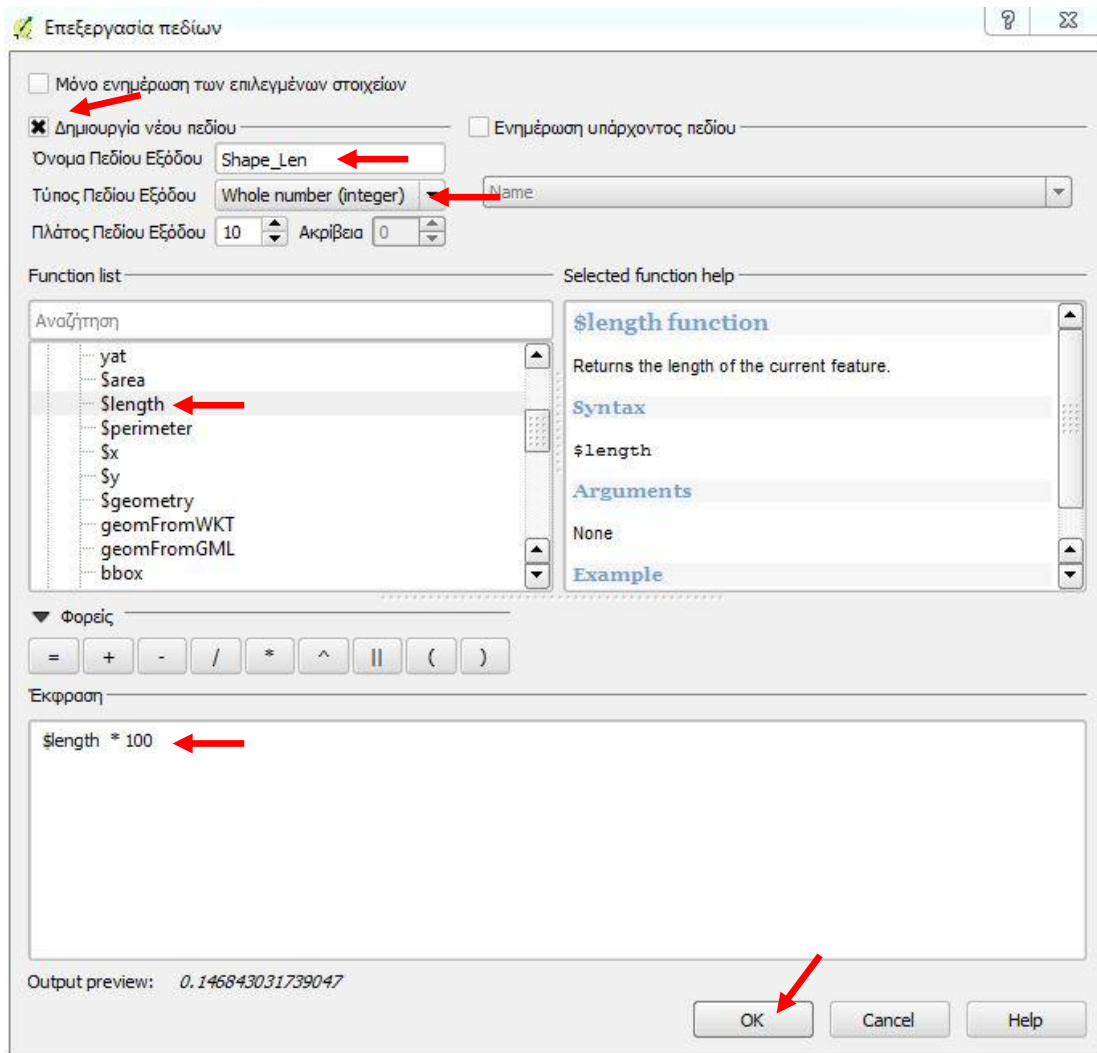 Επεξεργασία πεδίων
Μόνο ενημέρωση των επιλεγμένων στοιχείων
Δημιουργία νέου πεδίου
Ενημέρωση υπάρχοντος πεδίου
Όνομα Πεδίου Εξόδου Shape_Len
Τύπος Πεδίου Εξόδου Whole number (integer)
Name
Πλάτος Πεδίου Εξόδου 10 Ακρίβεια 0
Function list
Αναζήτηση
yat
$area
$length
$perimeter
$x
$y
$geometry
geomFromWKT
geomFromGML
bbox
Selected function help
$length function
Returns the length of the current feature.
Syntax
$length
Arguments
None
Example
Φορείς
= + - / * ^ || ( )
Έκφραση
$length * 100
Output preview: 0.146843031739047
OK Cancel Help